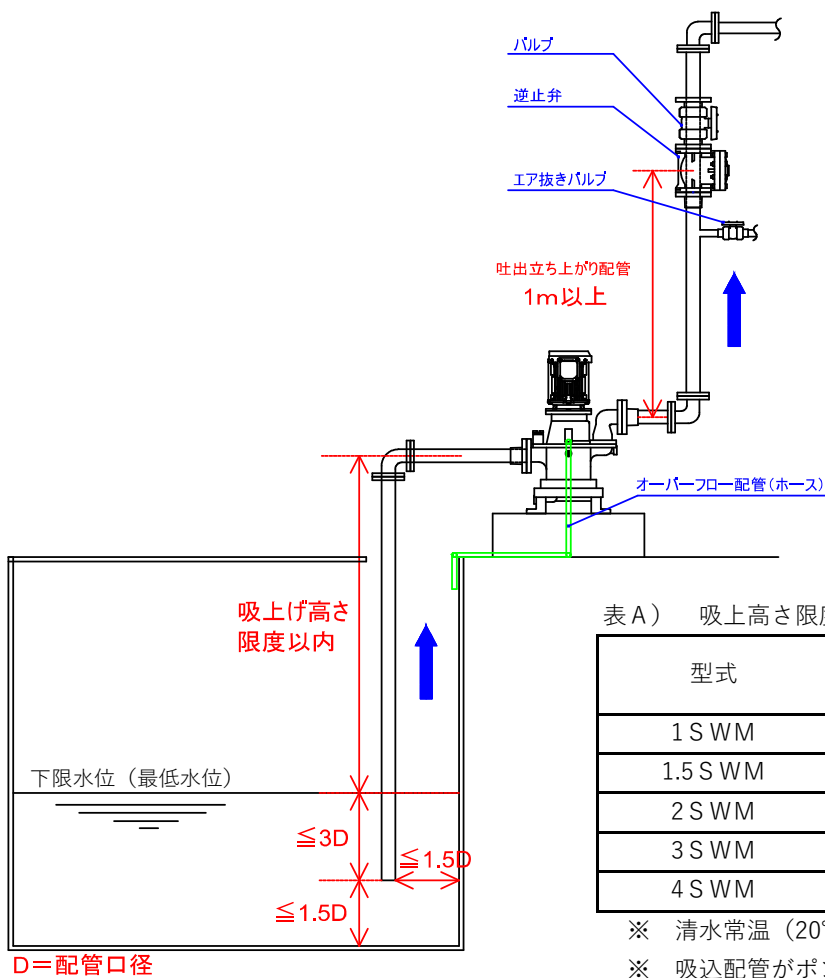 バルブ
逆止弁
エア抜きバルブ
吐出立ち上がり配管
1m以上
オーバーフロー配管(ホース)
吸上げ高さ
限度以内
下限水位（最低水位）
≦3D
≦1.5D
≦1.5D
D＝配管口径
表Ａ） 吸上高さ限度
型式
1ＳＷＭ
1.5ＳＷＭ
2ＳＷＭ
3ＳＷＭ
4ＳＷＭ
※ 清水常温（20
※ 吸込配管がポン